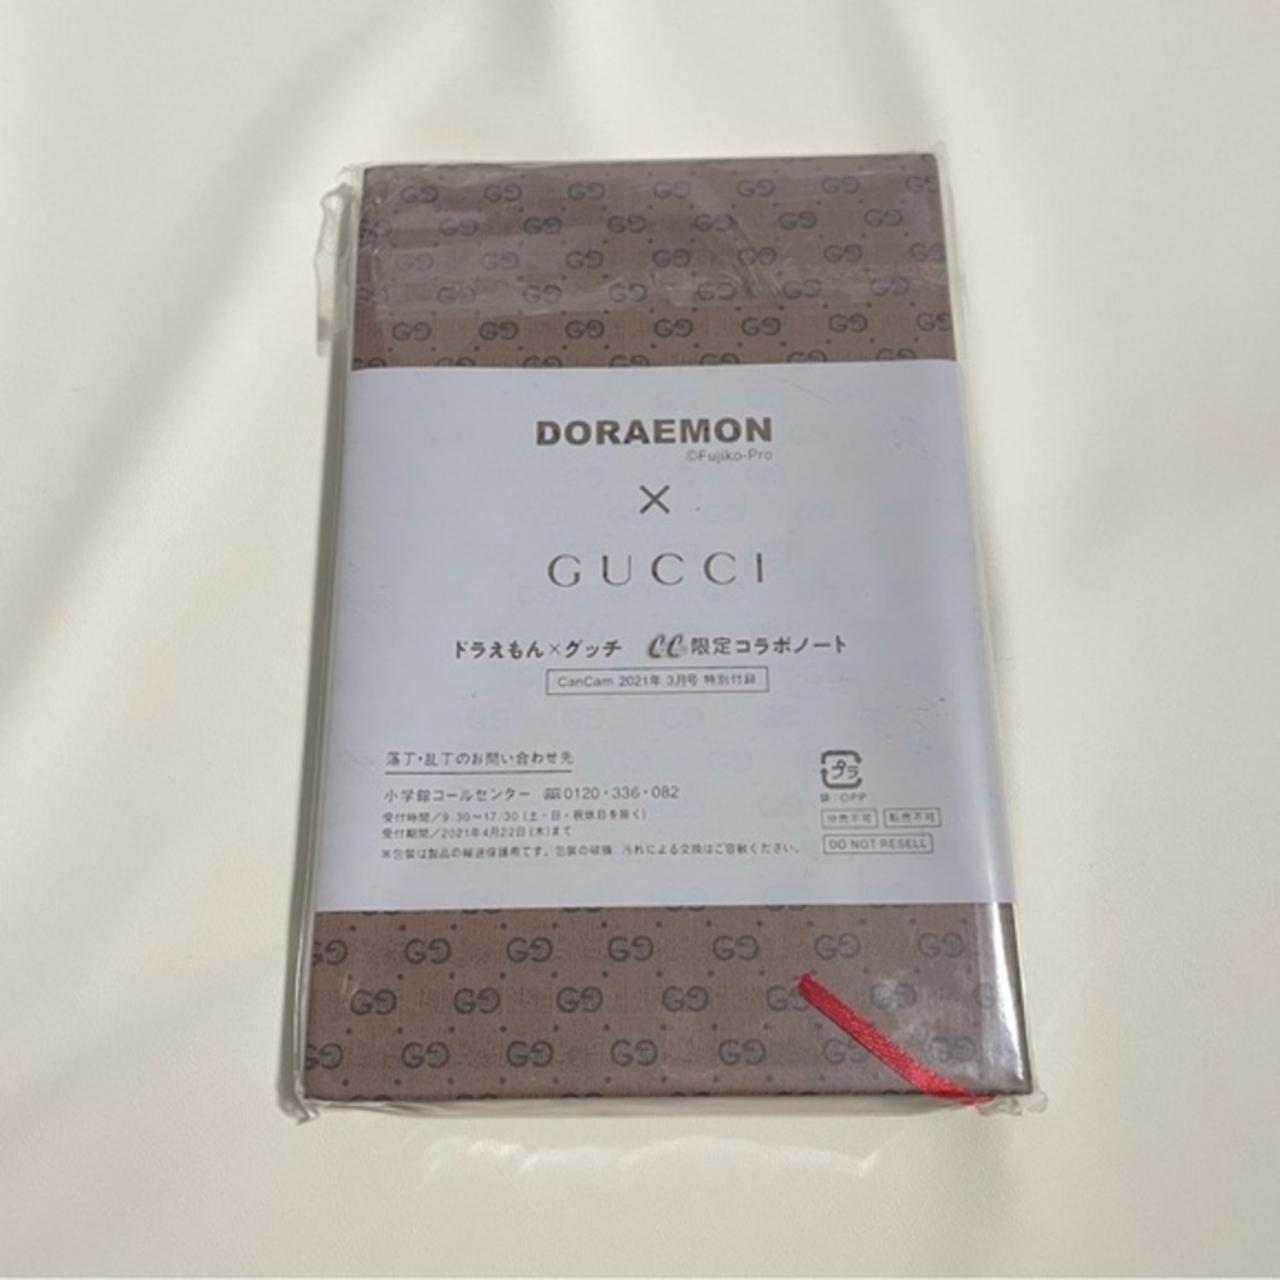 DORAEMON
©Fujiko-Pro
×
GUCCI
ドラえもん×グッチ CC限定コラボノート
CanCam 2021年 3月号 特別付録
落丁・乱丁のお問い合わせ先
小学館コールセンター 0120・336・082
受付時間/9:30〜17:30(土・日・祝休日を除く)
受付期間/2021年4月22日(木)まで
※包装は製品の輸送保護用です。包装の破損、汚れによる交換はご容赦ください。
プラ
袋:OPP
分売不可 転売不可
DO NOT RESELL